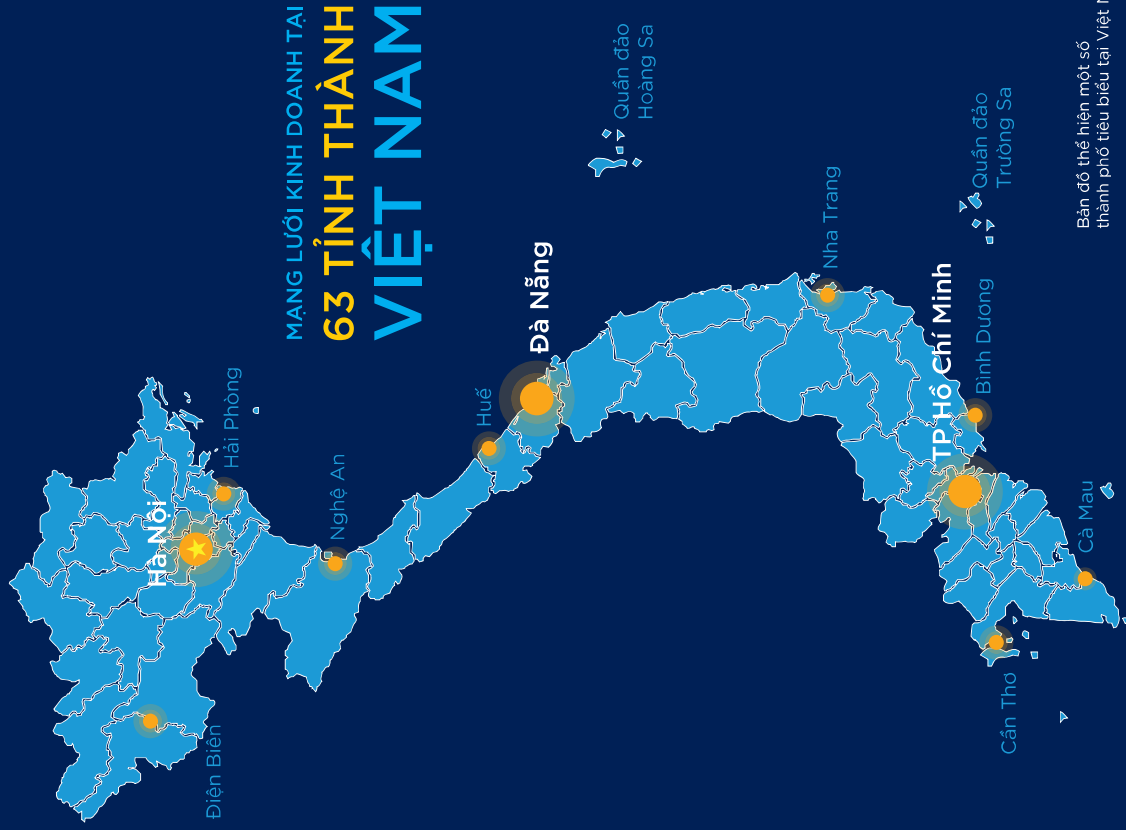 MẠNG LƯỚI KINH DOANH TẠI
63 TỈNH THÀNH
VIỆT NAM
Hà Nội
Điện Biên
Hải Phòng
Nghệ An
Huế
Đà Nẵng
Quần đảo
Hoàng Sa
Nha Trang
TP Hồ Chí Minh
Bình Dương
Quần đảo
Trường Sa
Cần Thơ
Cà Mau
Bản đồ thể hiện một số
thành phố tiêu biểu tại Việt